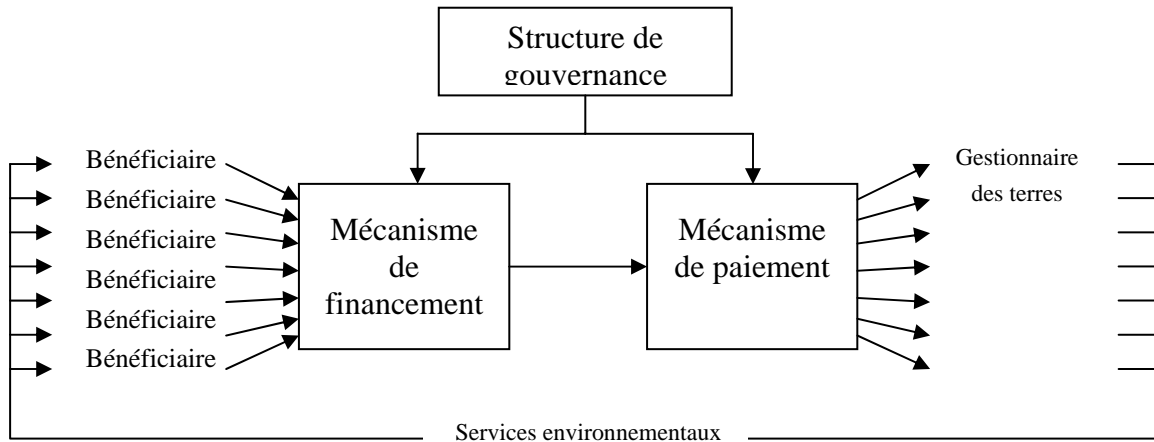 Structure de
gouvernance
Bénéficiaire
Bénéficiaire
Bénéficiaire
Bénéficiaire
Bénéficiaire
Bénéficiaire
Mécanisme
de
financement
Mécanisme
de paiement
Gestionnaire
des terres
Services environnementaux